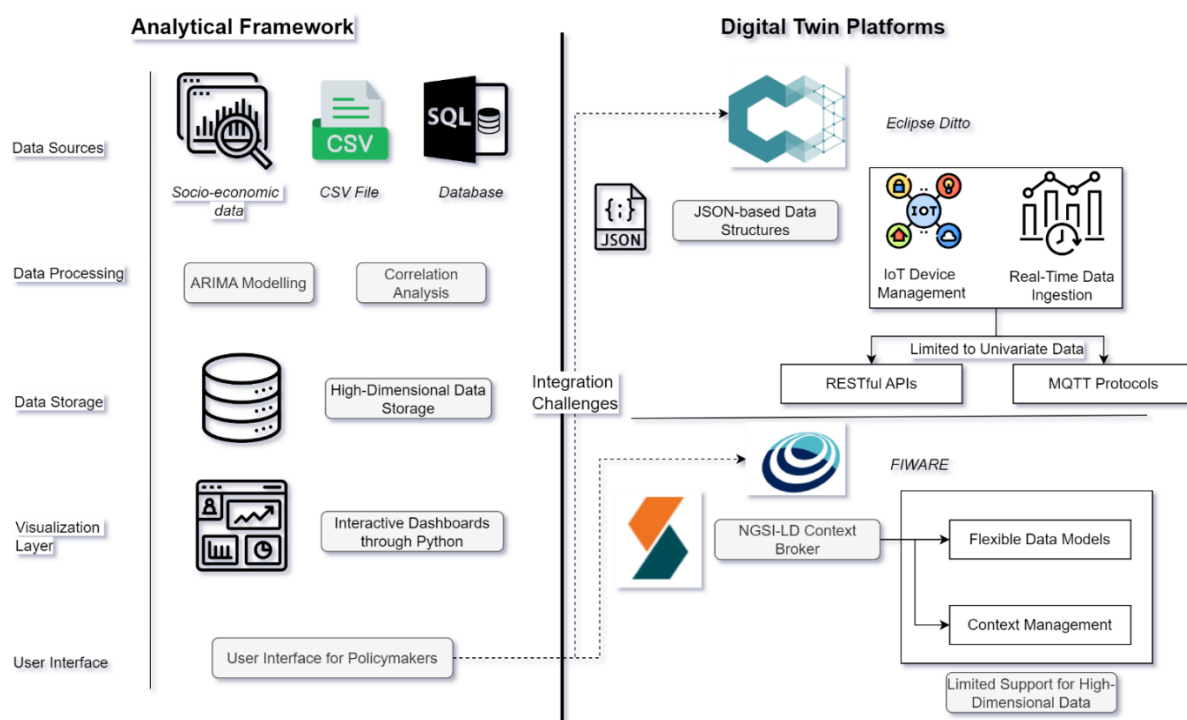 Analytical Framework
Digital Twin Platforms
Data Sources
SQL
CSV
Socio-economic
data
CSV File
Database
Eclipse Ditto
{;}
JSON
JSON-based Data
Structures
IOT
IoT Device
Management
Real-Time Data
Ingestion
Data Processing
ARIMA Modelling
Correlation
Analysis
Limited to Univariate Data
RESTful APIs
MQTT Protocols
Integration
Challenges
Data Storage
High-Dimensional Data
Storage
FIWARE
Visualization
Layer
Interactive Dashboards
through Python
NGSI-LD Context
Broker
Flexible Data Models
Context Management
User Interface
User Interface for Policymakers
Limited Support for High-
Dimensional Data